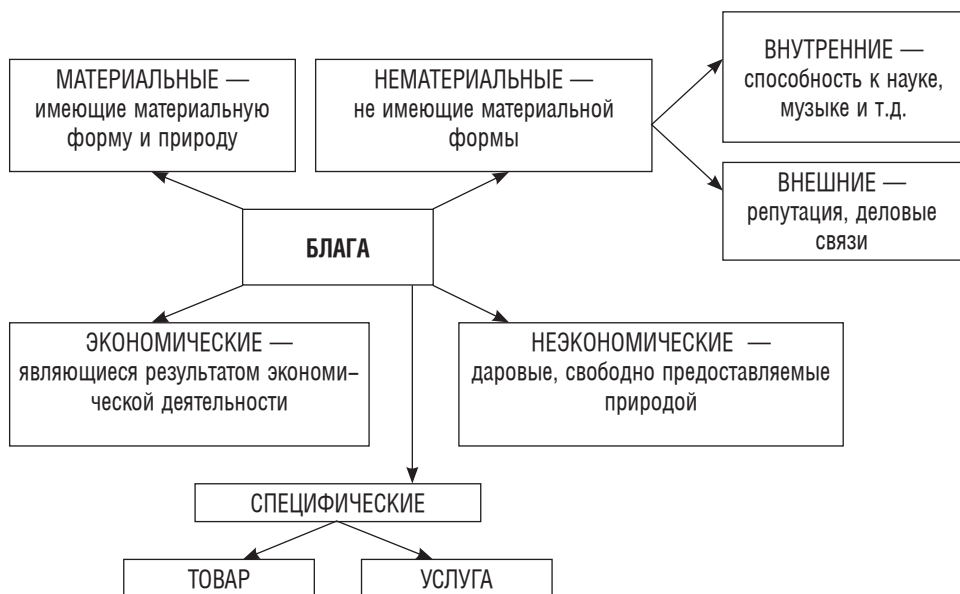 МАТЕРИАЛЬНЫЕ —
имеющие материальную
форму и природу
НЕМАТЕРИАЛЬНЫЕ —
не имеющие материальной
формы
ВНУТРЕННИЕ —
способность к науке,
музыке и т.д.
ВНЕШНИЕ —
репутация, деловые
связи
БЛАГА
ЭКОНОМИЧЕСКИЕ —
являющиеся результатом экономи-
ческой деятельности
НЕЭКОНОМИЧЕСКИЕ —
даровые, свободно предоставляемые
природой
СПЕЦИФИЧЕСКИЕ
ТОВАР
УСЛУГА